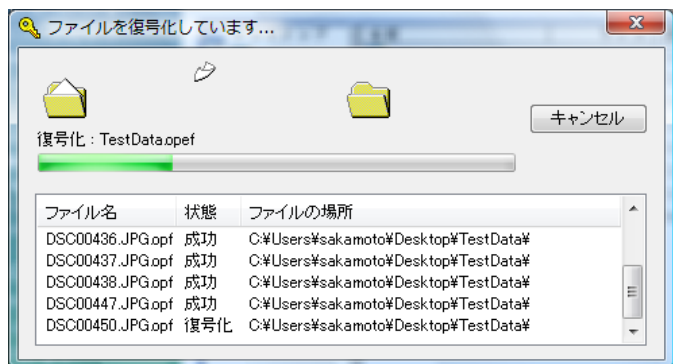 ファイルを復号化しています...
キャンセル
復号化 : TestData.opef
ファイル名 状態 ファイルの場所
DSC00436.JPG.opf 成功 C:¥Users¥sakamoto¥Desktop¥TestData¥
DSC00437.JPG.opf 成功 C:¥Users¥sakamoto¥Desktop¥TestData¥
DSC00438.JPG.opf 成功 C:¥Users¥sakamoto¥Desktop¥TestData¥
DSC00447.JPG.opf 成功 C:¥Users¥sakamoto¥Desktop¥TestData¥
DSC00450.JPG.opf 復号化 C:¥Users¥sakamoto¥Desktop¥TestData¥